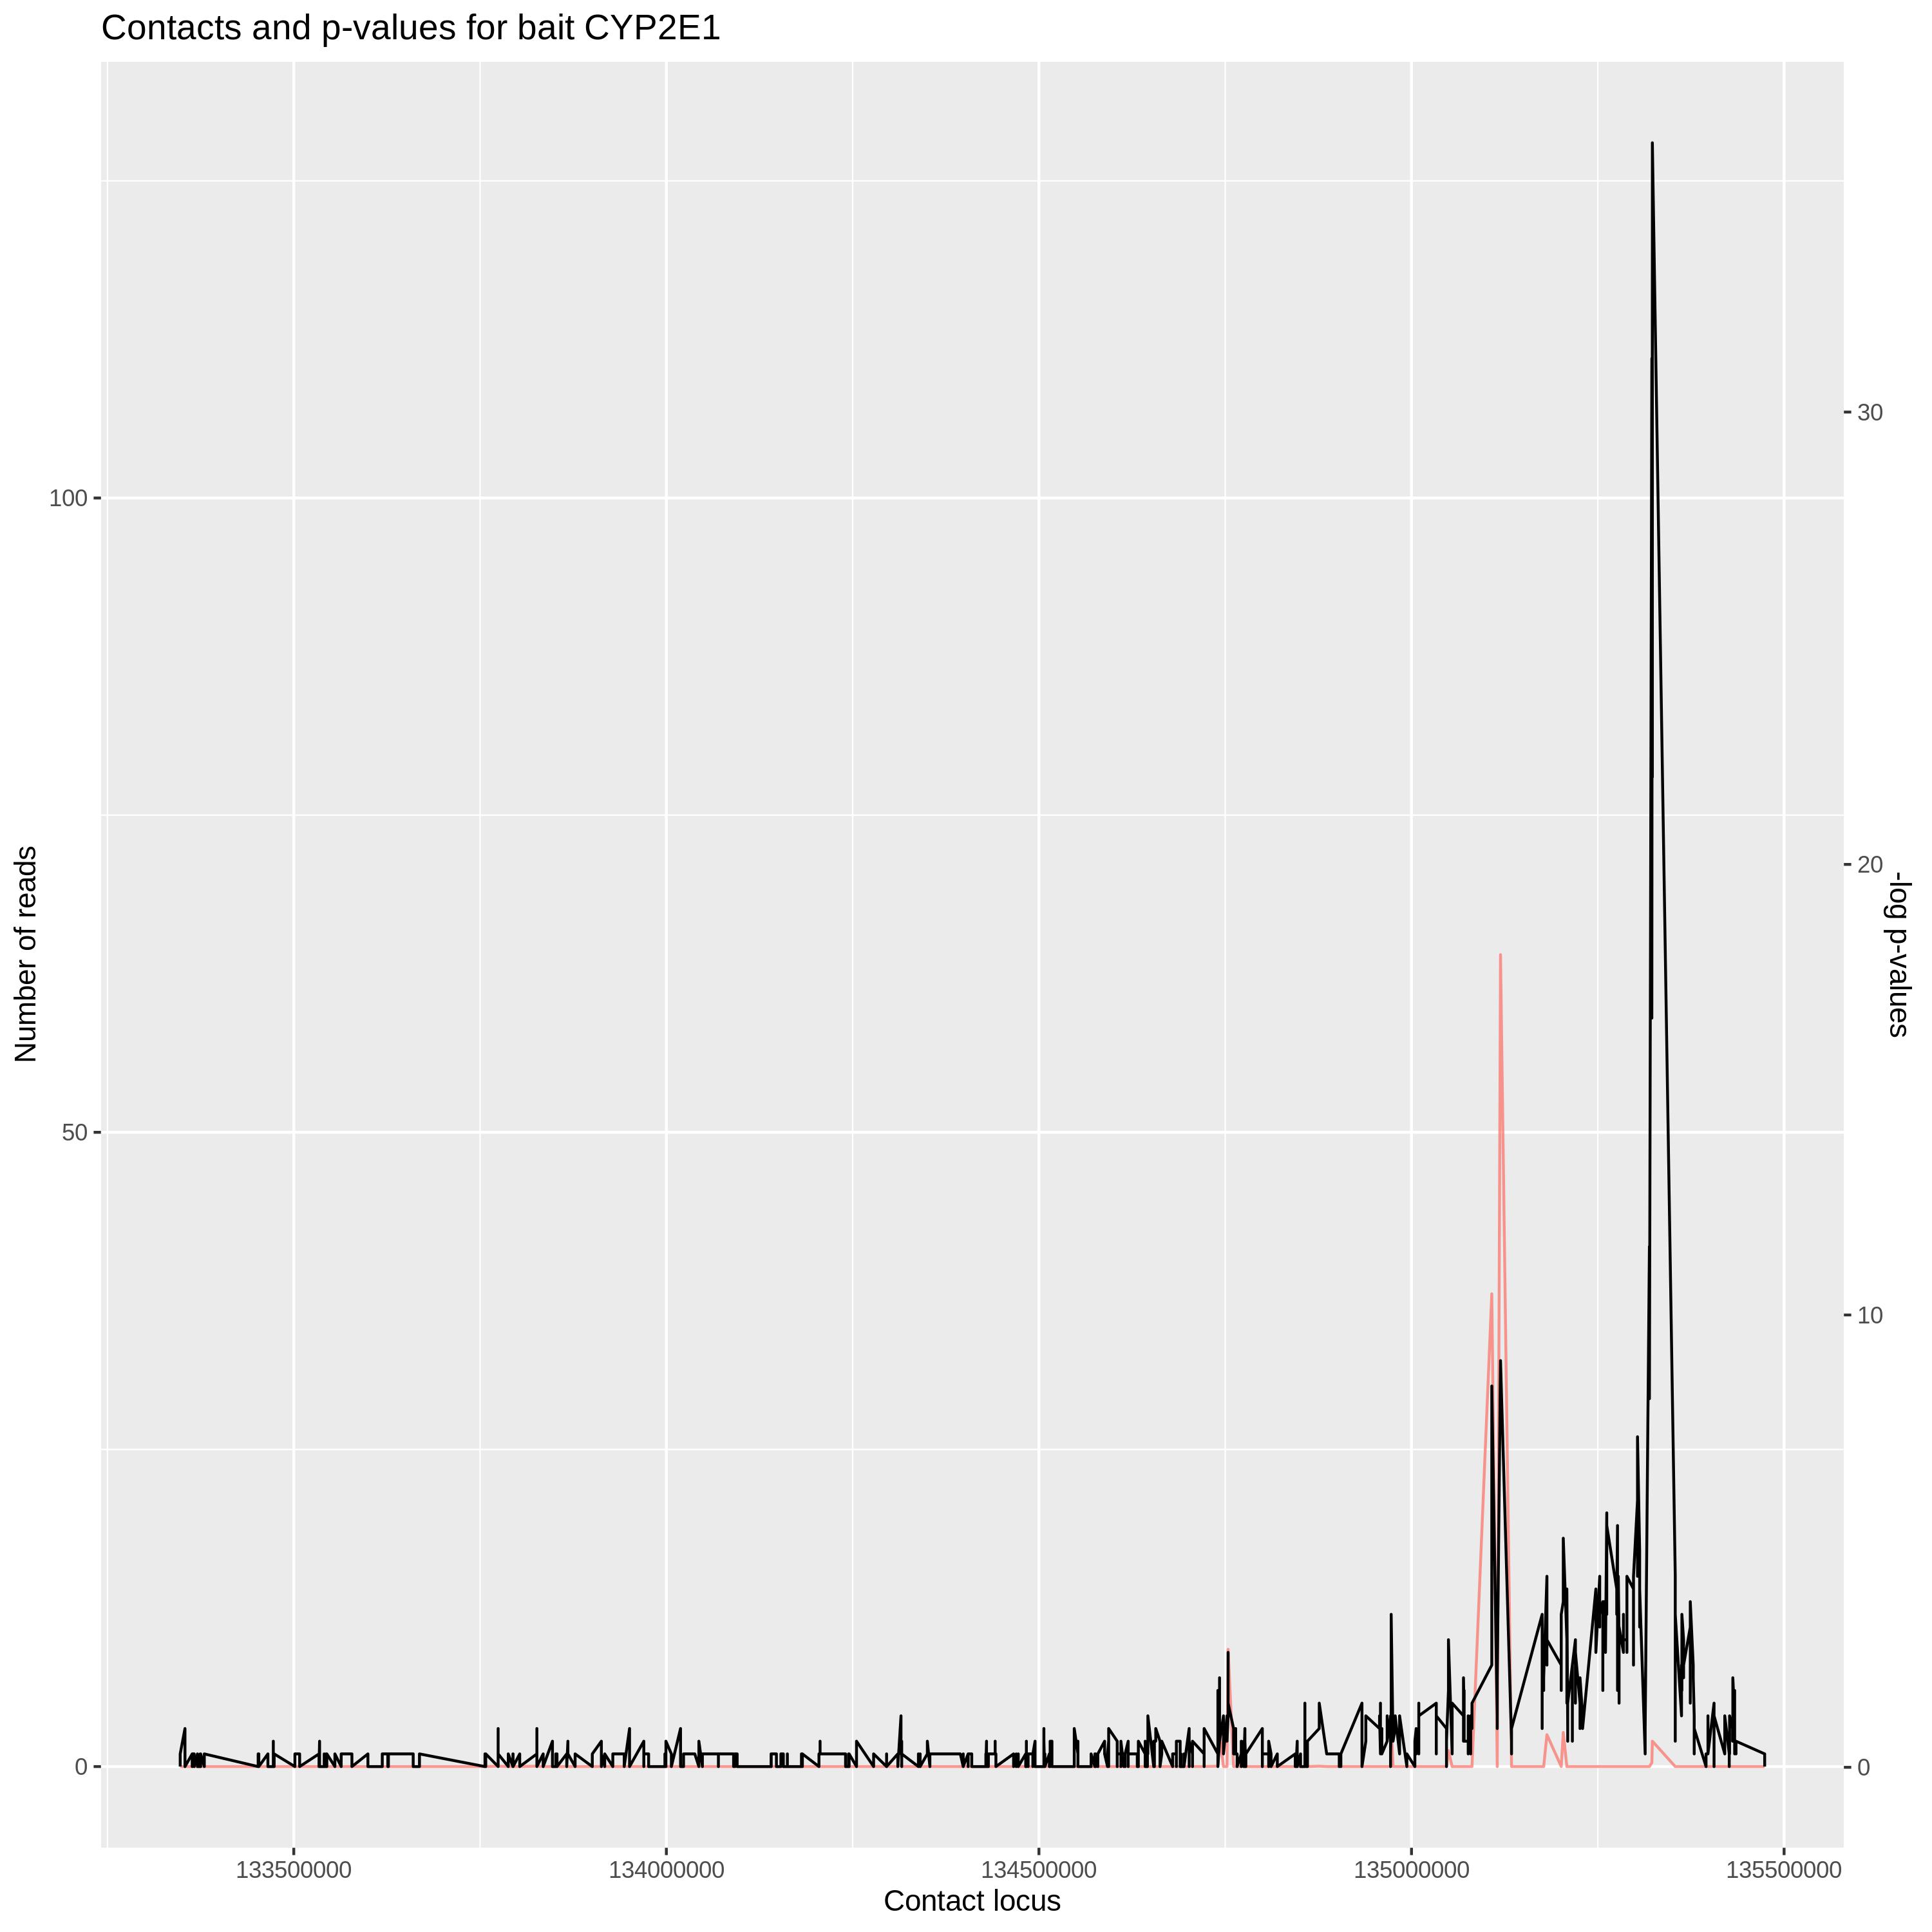 Contacts and p-values for bait CYP2E1
Number of reads
100
50
0
30
20
10
0
-log p-values
133500000 134000000 134500000 135000000 135500000
Contact locus